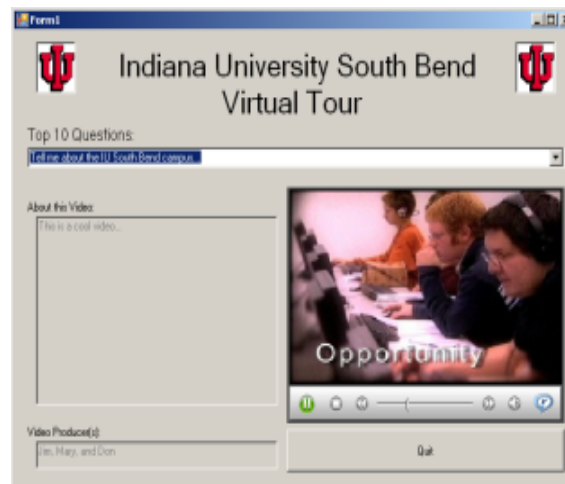 Form1
Indiana University South Bend
Virtual Tour
Top 10 Questions:
Tell me about the IU South Bend campus...
About this Video:
This is a cool video...
Opportunity
Video Producer(s):
Jim, Mary, and Don
Quit